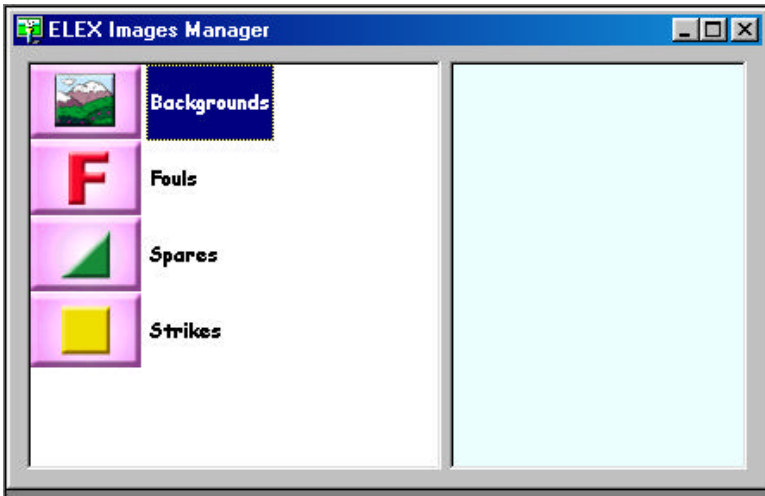 ELEX Images Manager
Backgrounds
F
Fouls
Spares
Strikes